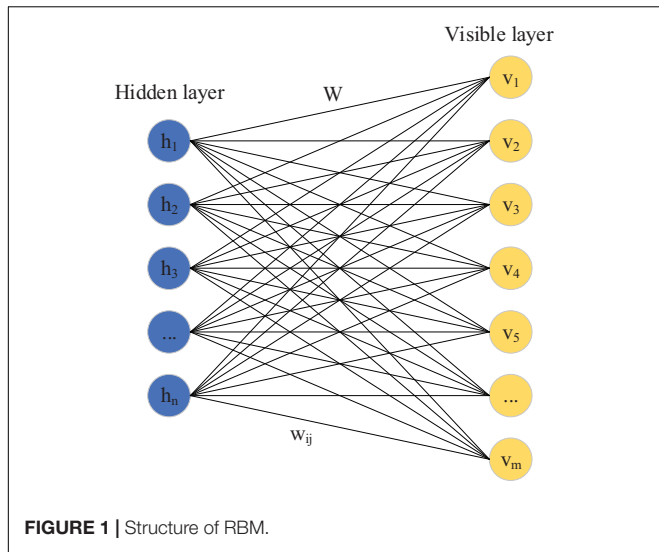 Visible layer
Hidden layer
W
h1
h2
h3
...
hn
v1
v2
v3
v4
v5
...
vm
wij
FIGURE 1 | Structure of RBM.